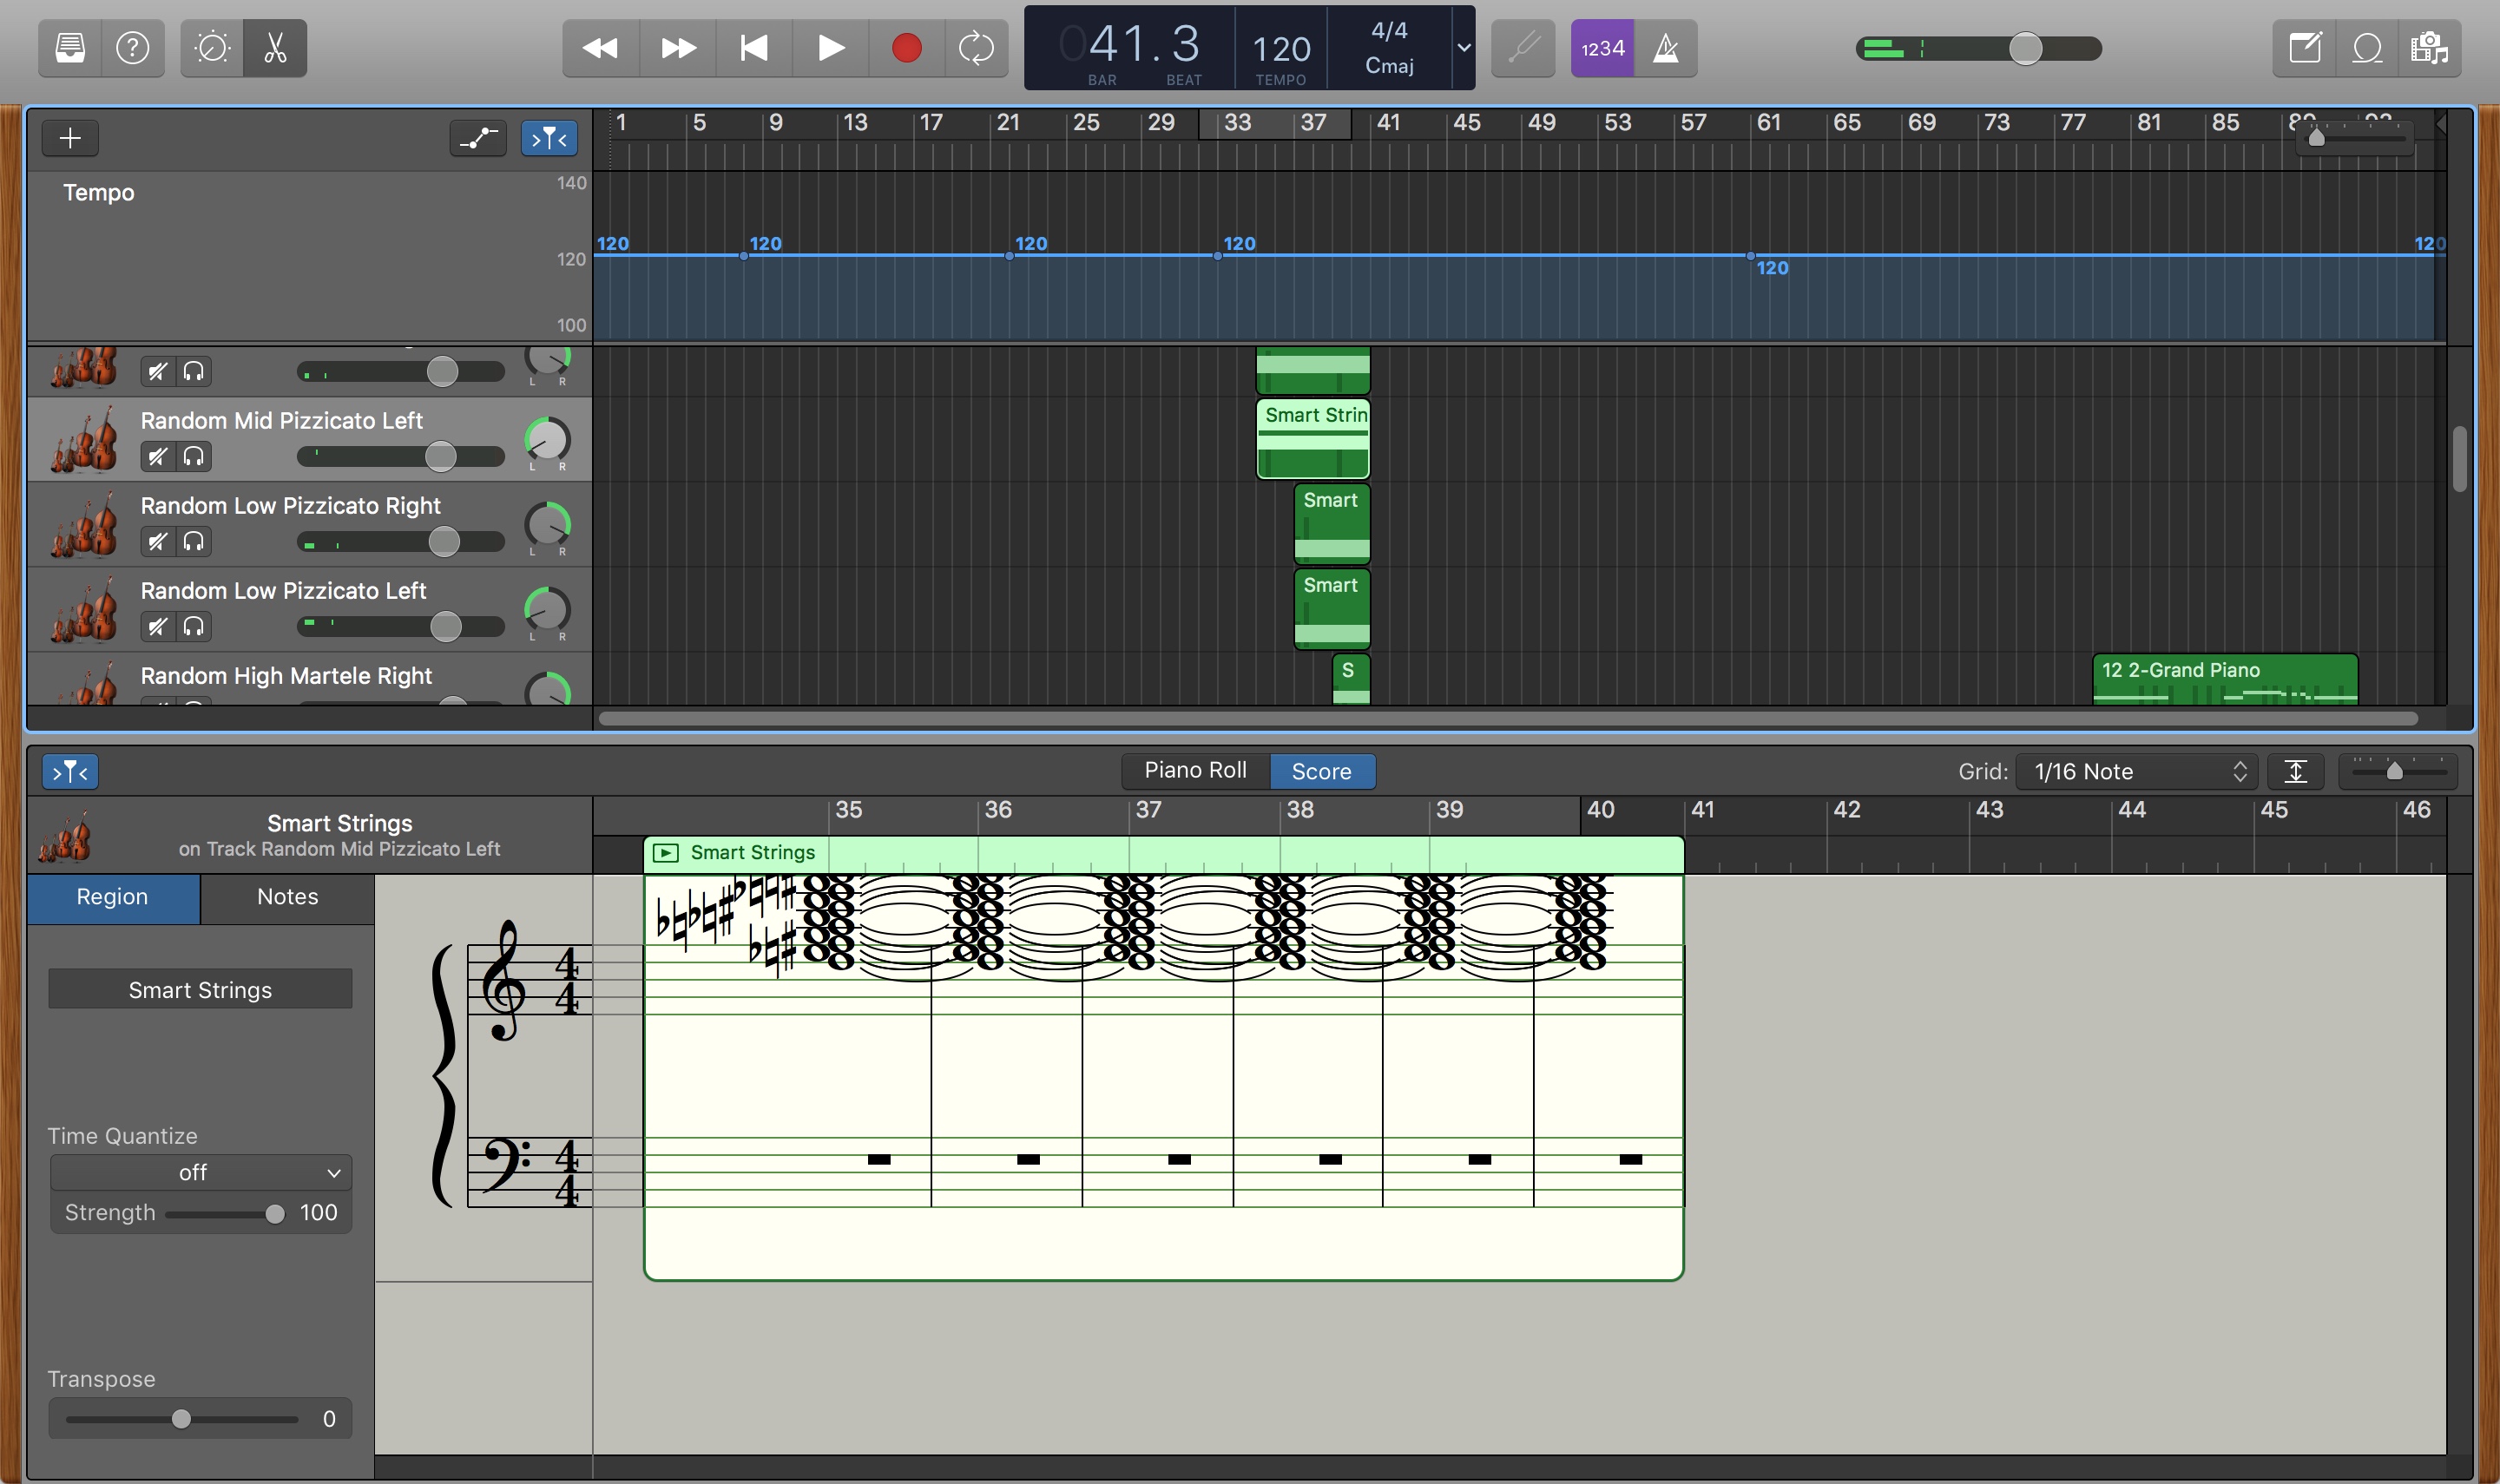 041.3
120
4/4
Cmaj
BAR
BEAT
TEMPO
1234
1 5 9 13 17 21 25 29 33 37 41 45 49 53 57 61 65 69 73 77 81 85
Tempo
140
120
100
120 120 120 120 120 120
L R
Random Mid Pizzicato Left
L R
Smart Strin
Random Low Pizzicato Right
L R
Smart
Random Low Pizzicato Left
L R
Smart
Random High Martele Right
S
12 2-Grand Piano
Piano Roll
Score
Grid: 1/16 Note
35 36 37 38 39 40 41 42 43 44 45 46
Smart Strings
on Track Random Mid Pizzicato Left
Smart Strings
Region
Notes
4
4
Smart Strings
Time Quantize
off
4
4
Strength 100
Transpose
0